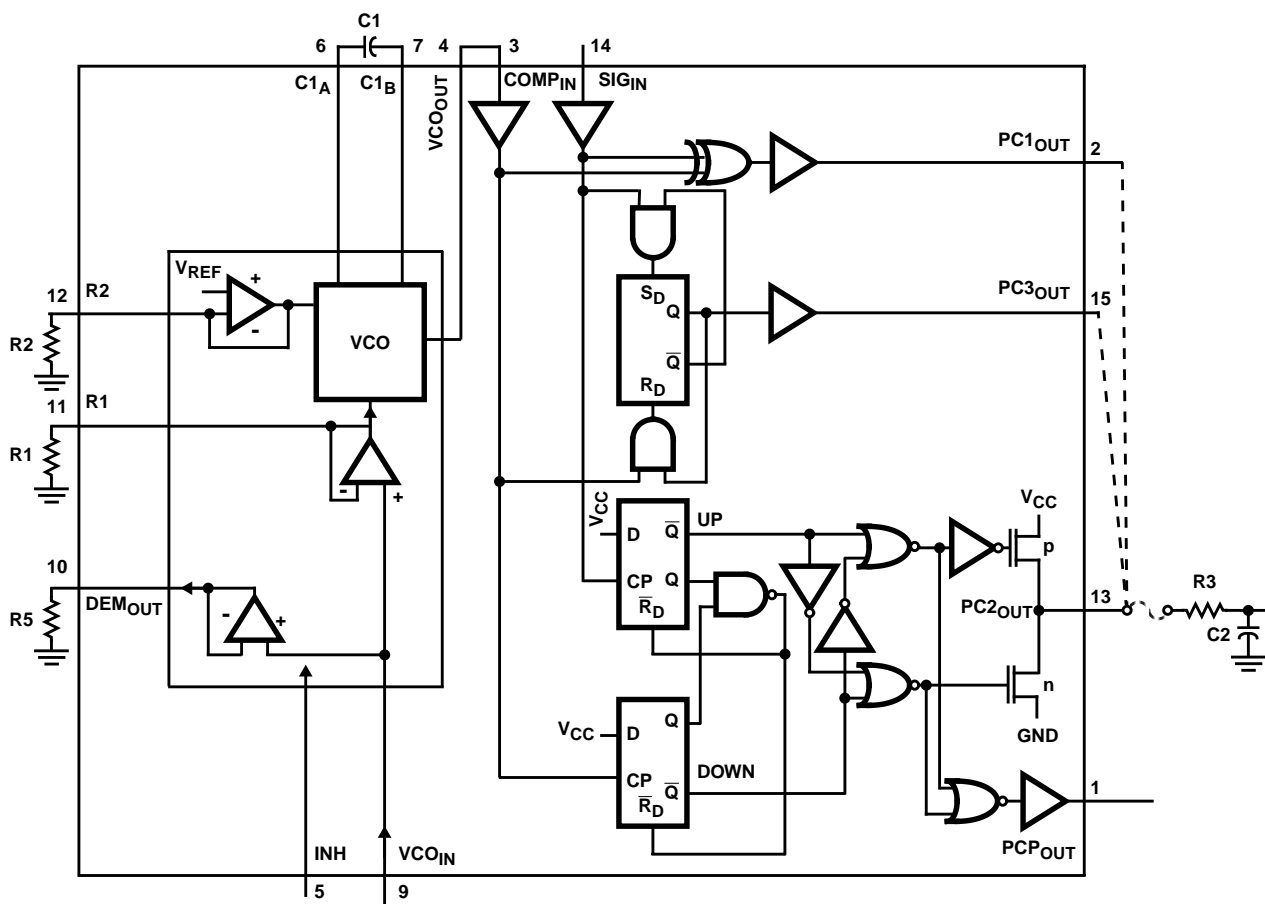 C1
6 7 4 3 14
C1A C1B VCOOUT COMPIN SIGIN
PC1OUT 2
VREF +
12 R2
-
R2
VCO
SD
Q
Q̅
RD
PC3OUT 15
11 R1
R1
- +
VCC
D Q̅ UP
VCC
p
CP Q
R̅D
10
DEMOUT
- +
R5
PC2OUT 13
R3
C2
n
GND
VCC D Q
DOWN
CP Q̅
R̅D
1
PCPOUT
INH VCOIN
5 9